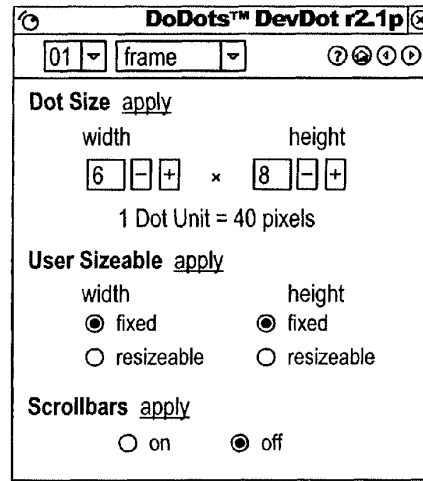 DoDots™ DevDot r2.1p
01 frame ?
Dot Size apply
width height
6 - + × 8 - +
1 Dot Unit = 40 pixels
User Sizeable apply
width height
fixed fixed
resizeable resizeable
Scrollbars apply
on off